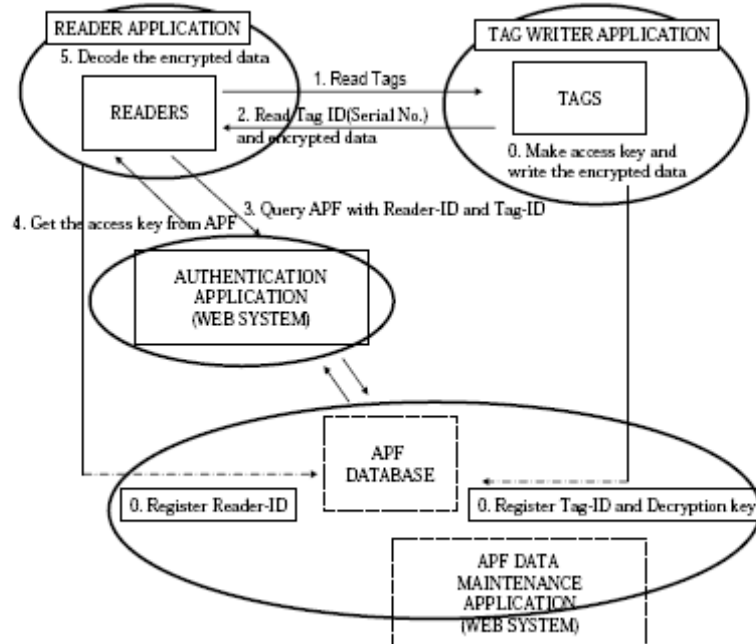 READER APPLICATION
5. Decode the encrypted data
READERS
TAG WRITER APPLICATION
TAGS
0. Make access key and
write the encrypted data
1. Read Tags
2. Read Tag ID(Serial No.)
and encrypted data
3. Query APF with Reader-ID and Tag-ID
4. Get the access key from APF
AUTHENTICATION
APPLICATION
(WEB SYSTEM)
APF
DATABASE
0. Register Reader-ID
0. Register Tag-ID and Decryption key
APF DATA
MAINTENANCE
APPLICATION
(WEB SYSTEM)